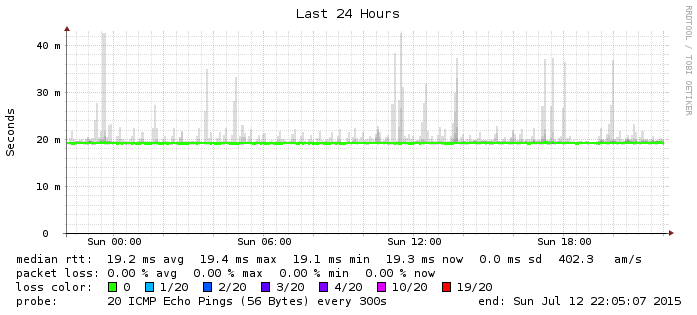 Last 24 Hours
RRDTOOL / TOBI OETIKER
Seconds
40 m
30 m
20 m
10 m
0
Sun 00:00 Sun 06:00 Sun 12:00 Sun 18:00
median rtt: 19.2 ms avg 19.4 ms max 19.1 ms min 19.3 ms now 0.0 ms sd 402.3 am/s
packet loss: 0.00 % avg 0.00 % max 0.00 % min 0.00 % now
loss color: 0 1/20 2/20 3/20 4/20 10/20 19/20
probe: 20 ICMP Echo Pings (56 Bytes) every 300s end: Sun Jul 12 22:05:07 2015